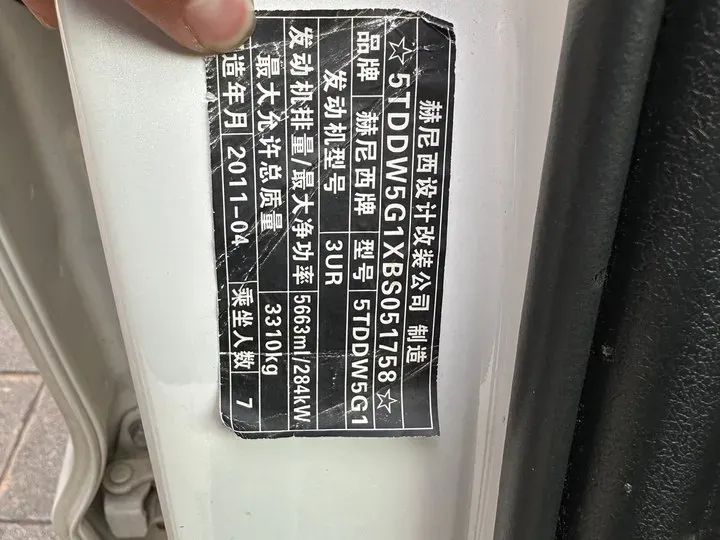 赫尼西设计改装公司 制造
☆5TDDW5G1XBS051758☆
品牌 赫尼西牌 型号 5TDDW5G1
发动机型号 3UR
发动机排量/最大净功率 5663ml/284kW
最大允许总质量 3310kg
造年月 2011-04 乘坐人数 7